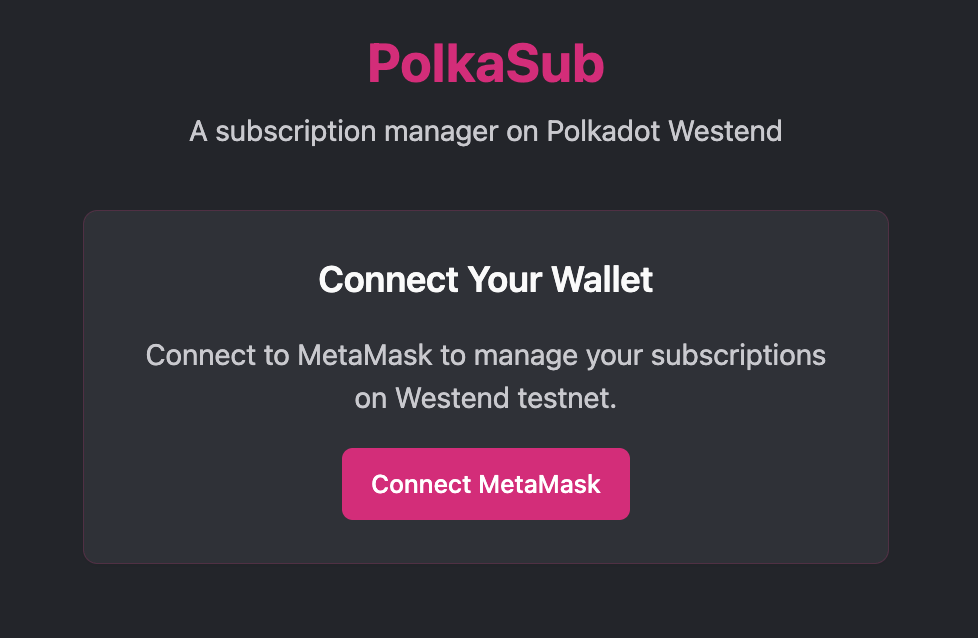 PolkaSub
A subscription manager on Polkadot Westend
Connect Your Wallet
Connect to MetaMask to manage your subscriptions
on Westend testnet.
Connect MetaMask